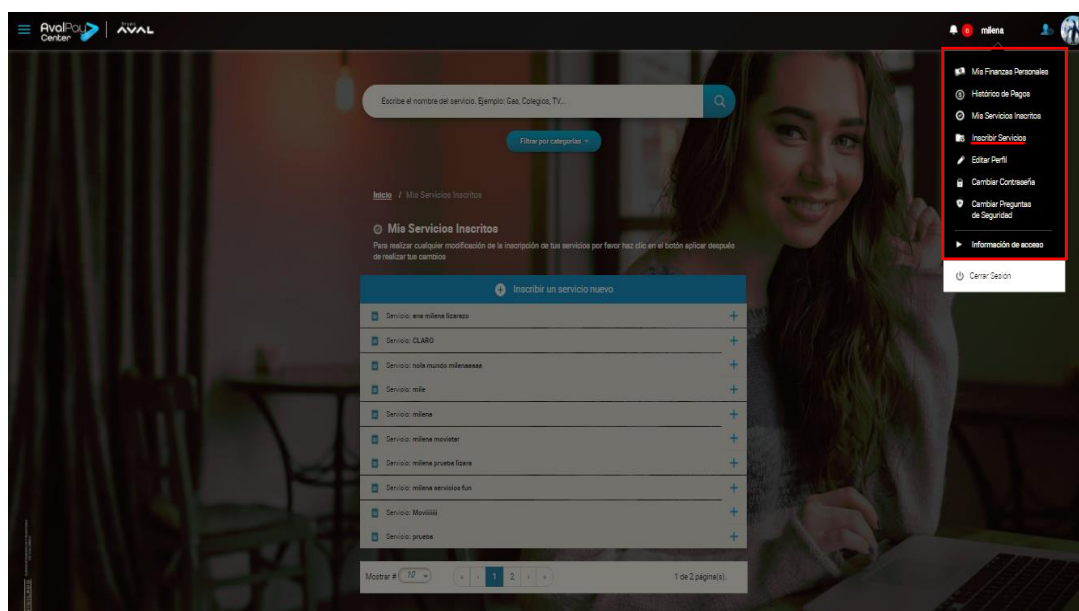 AvalPay
Center
Grupo
AVAL
0
milena
Mis Finanzas Personales
Histórico de Pagos
Mis Servicios Inscritos
Inscribir Servicios
Editar Perfil
Cambiar Contraseña
Cambiar Preguntas
de Seguridad
Información de acceso
Cerrar Sesión
Escribe el nombre del servicio. Ejemplo: Gas, Colegios, TV...
Filtrar por categorías
Inicio / Mis Servicios Inscritos
Mis Servicios Inscritos
Para realizar cualquier modificación de la inscripción de tus servicios por favor haz clic en el botón aplicar después
de realizar tus cambios
Inscribir un servicio nuevo
Servicio: ana milena lizarazo
Servicio: CLARO
Servicio: hola mundo milenaeae
Servicio: mile
Servicio: milena
Servicio: milena movistar
Servicio: milena prueba lizara
Servicio: milena servicios fun
Servicio: Moviiiiii
Servicio: prueba
Mostrar # 10 « ‹ 1 2 › » 1 de 2 página(s).